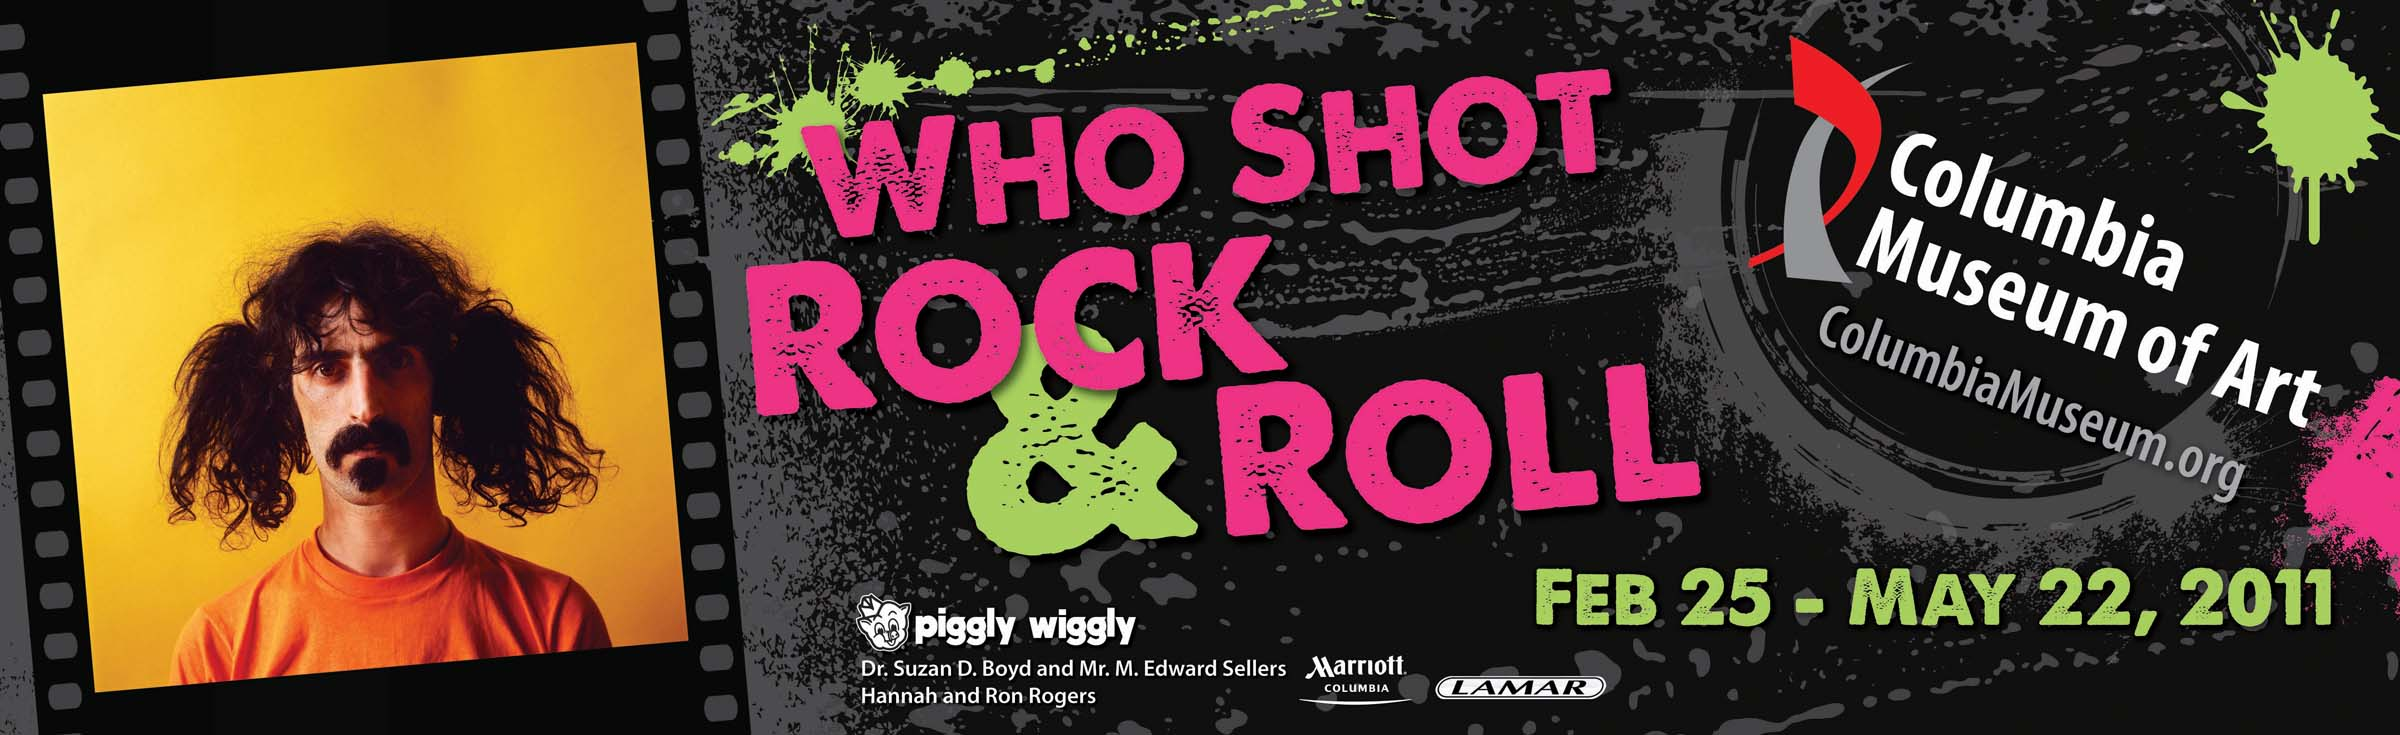 WHO SHOT
ROCK
& ROLL
Columbia
Museum of Art
ColumbiaMuseum.org
FEB 25 - MAY 22, 2011
piggly wiggly
Dr. Suzan D. Boyd and Mr. M. Edward Sellers
Hannah and Ron Rogers
Marriott
COLUMBIA
LAMAR